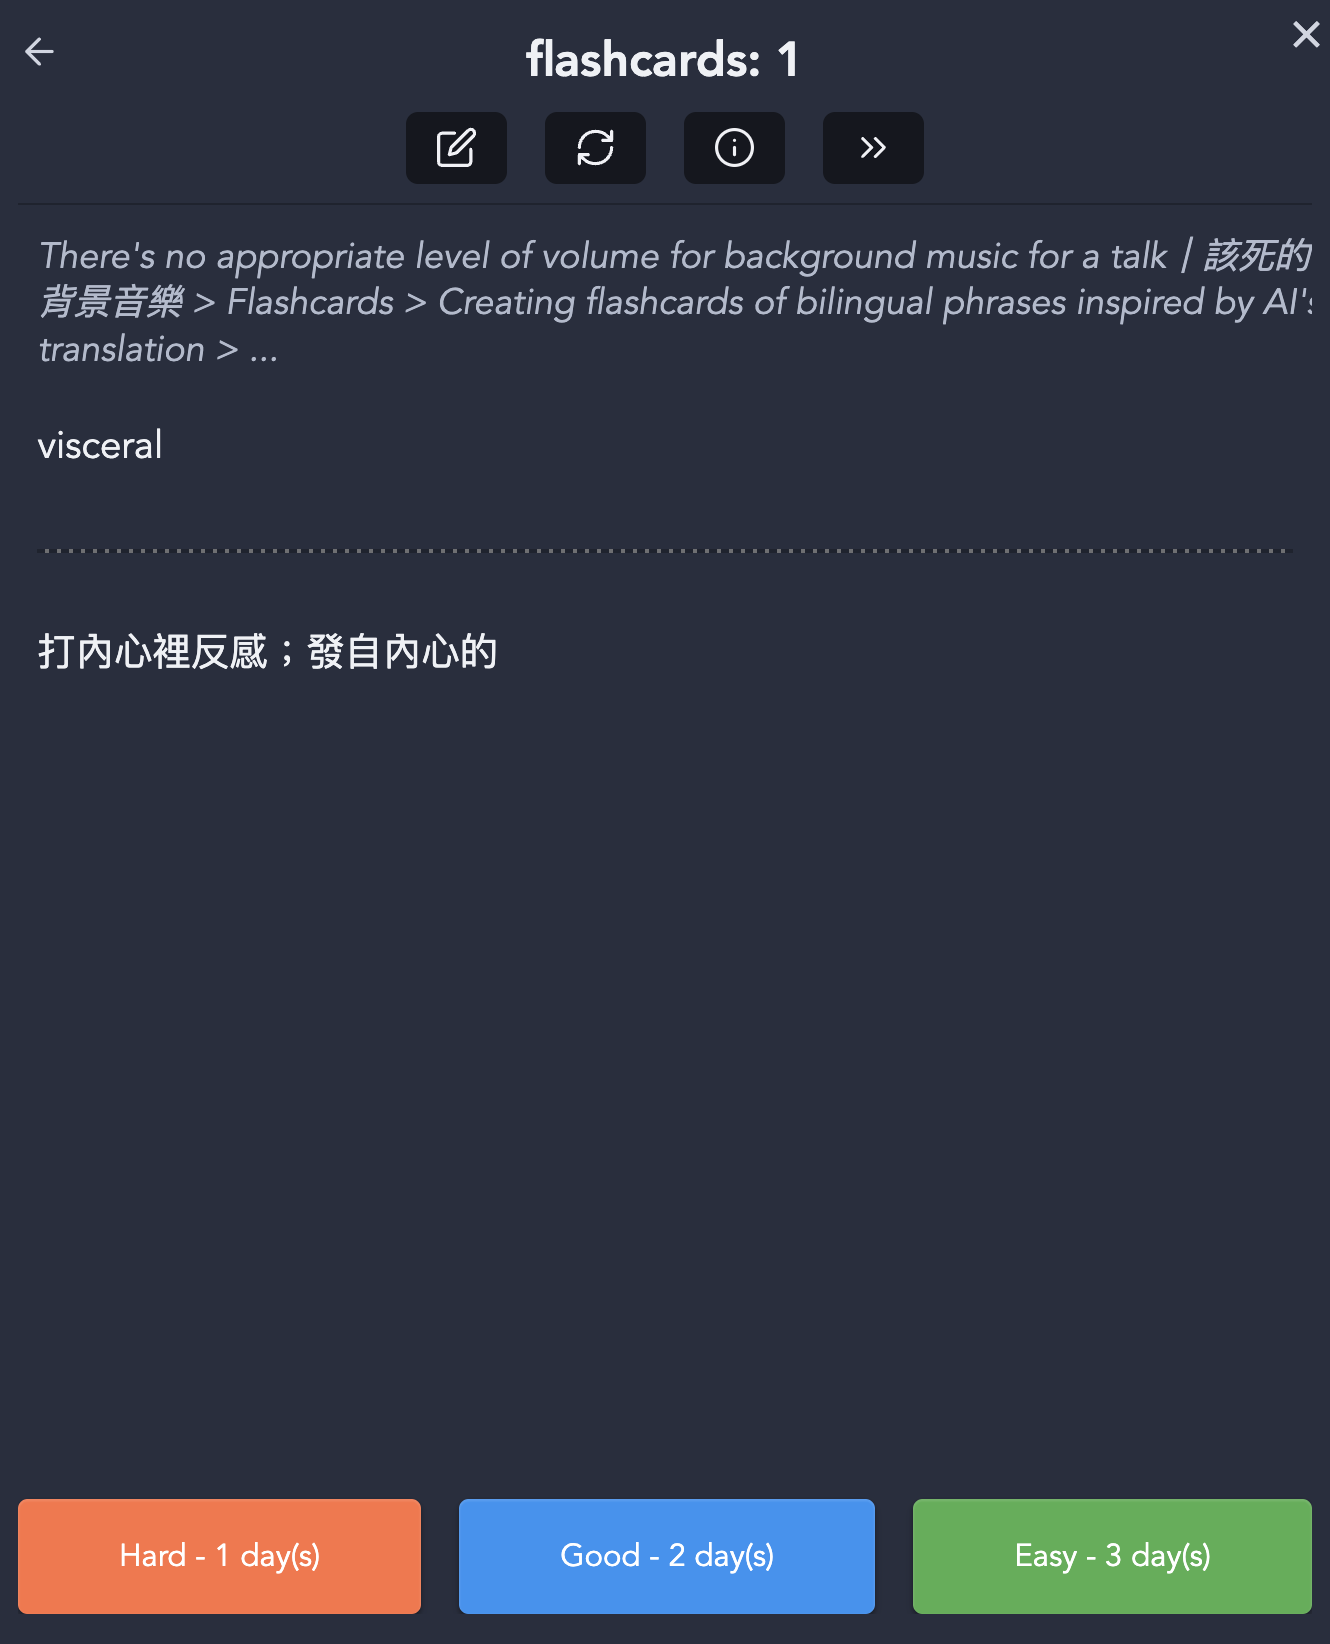 flashcards: 1
There's no appropriate level of volume for background music for a talk｜該死的
背景音樂 > Flashcards > Creating flashcards of bilingual phrases inspired by AI's
translation > ...
visceral
打內心裡反感；發自內心的
Hard - 1 day(s)
Good - 2 day(s)
Easy - 3 day(s)